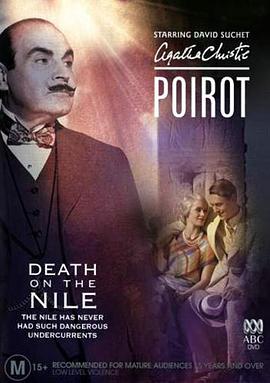 STARRING DAVID SUCHET
Agatha Christie
POIROT
DEATH
ON THE
NILE
THE NILE HAS NEVER
HAD SUCH DANGEROUS
UNDERCURRENTS
ABC
DVD
M 15+ RECOMMENDED FOR MATURE AUDIENCES 15 YEARS AND OVER
LOW LEVEL VIOLENCE